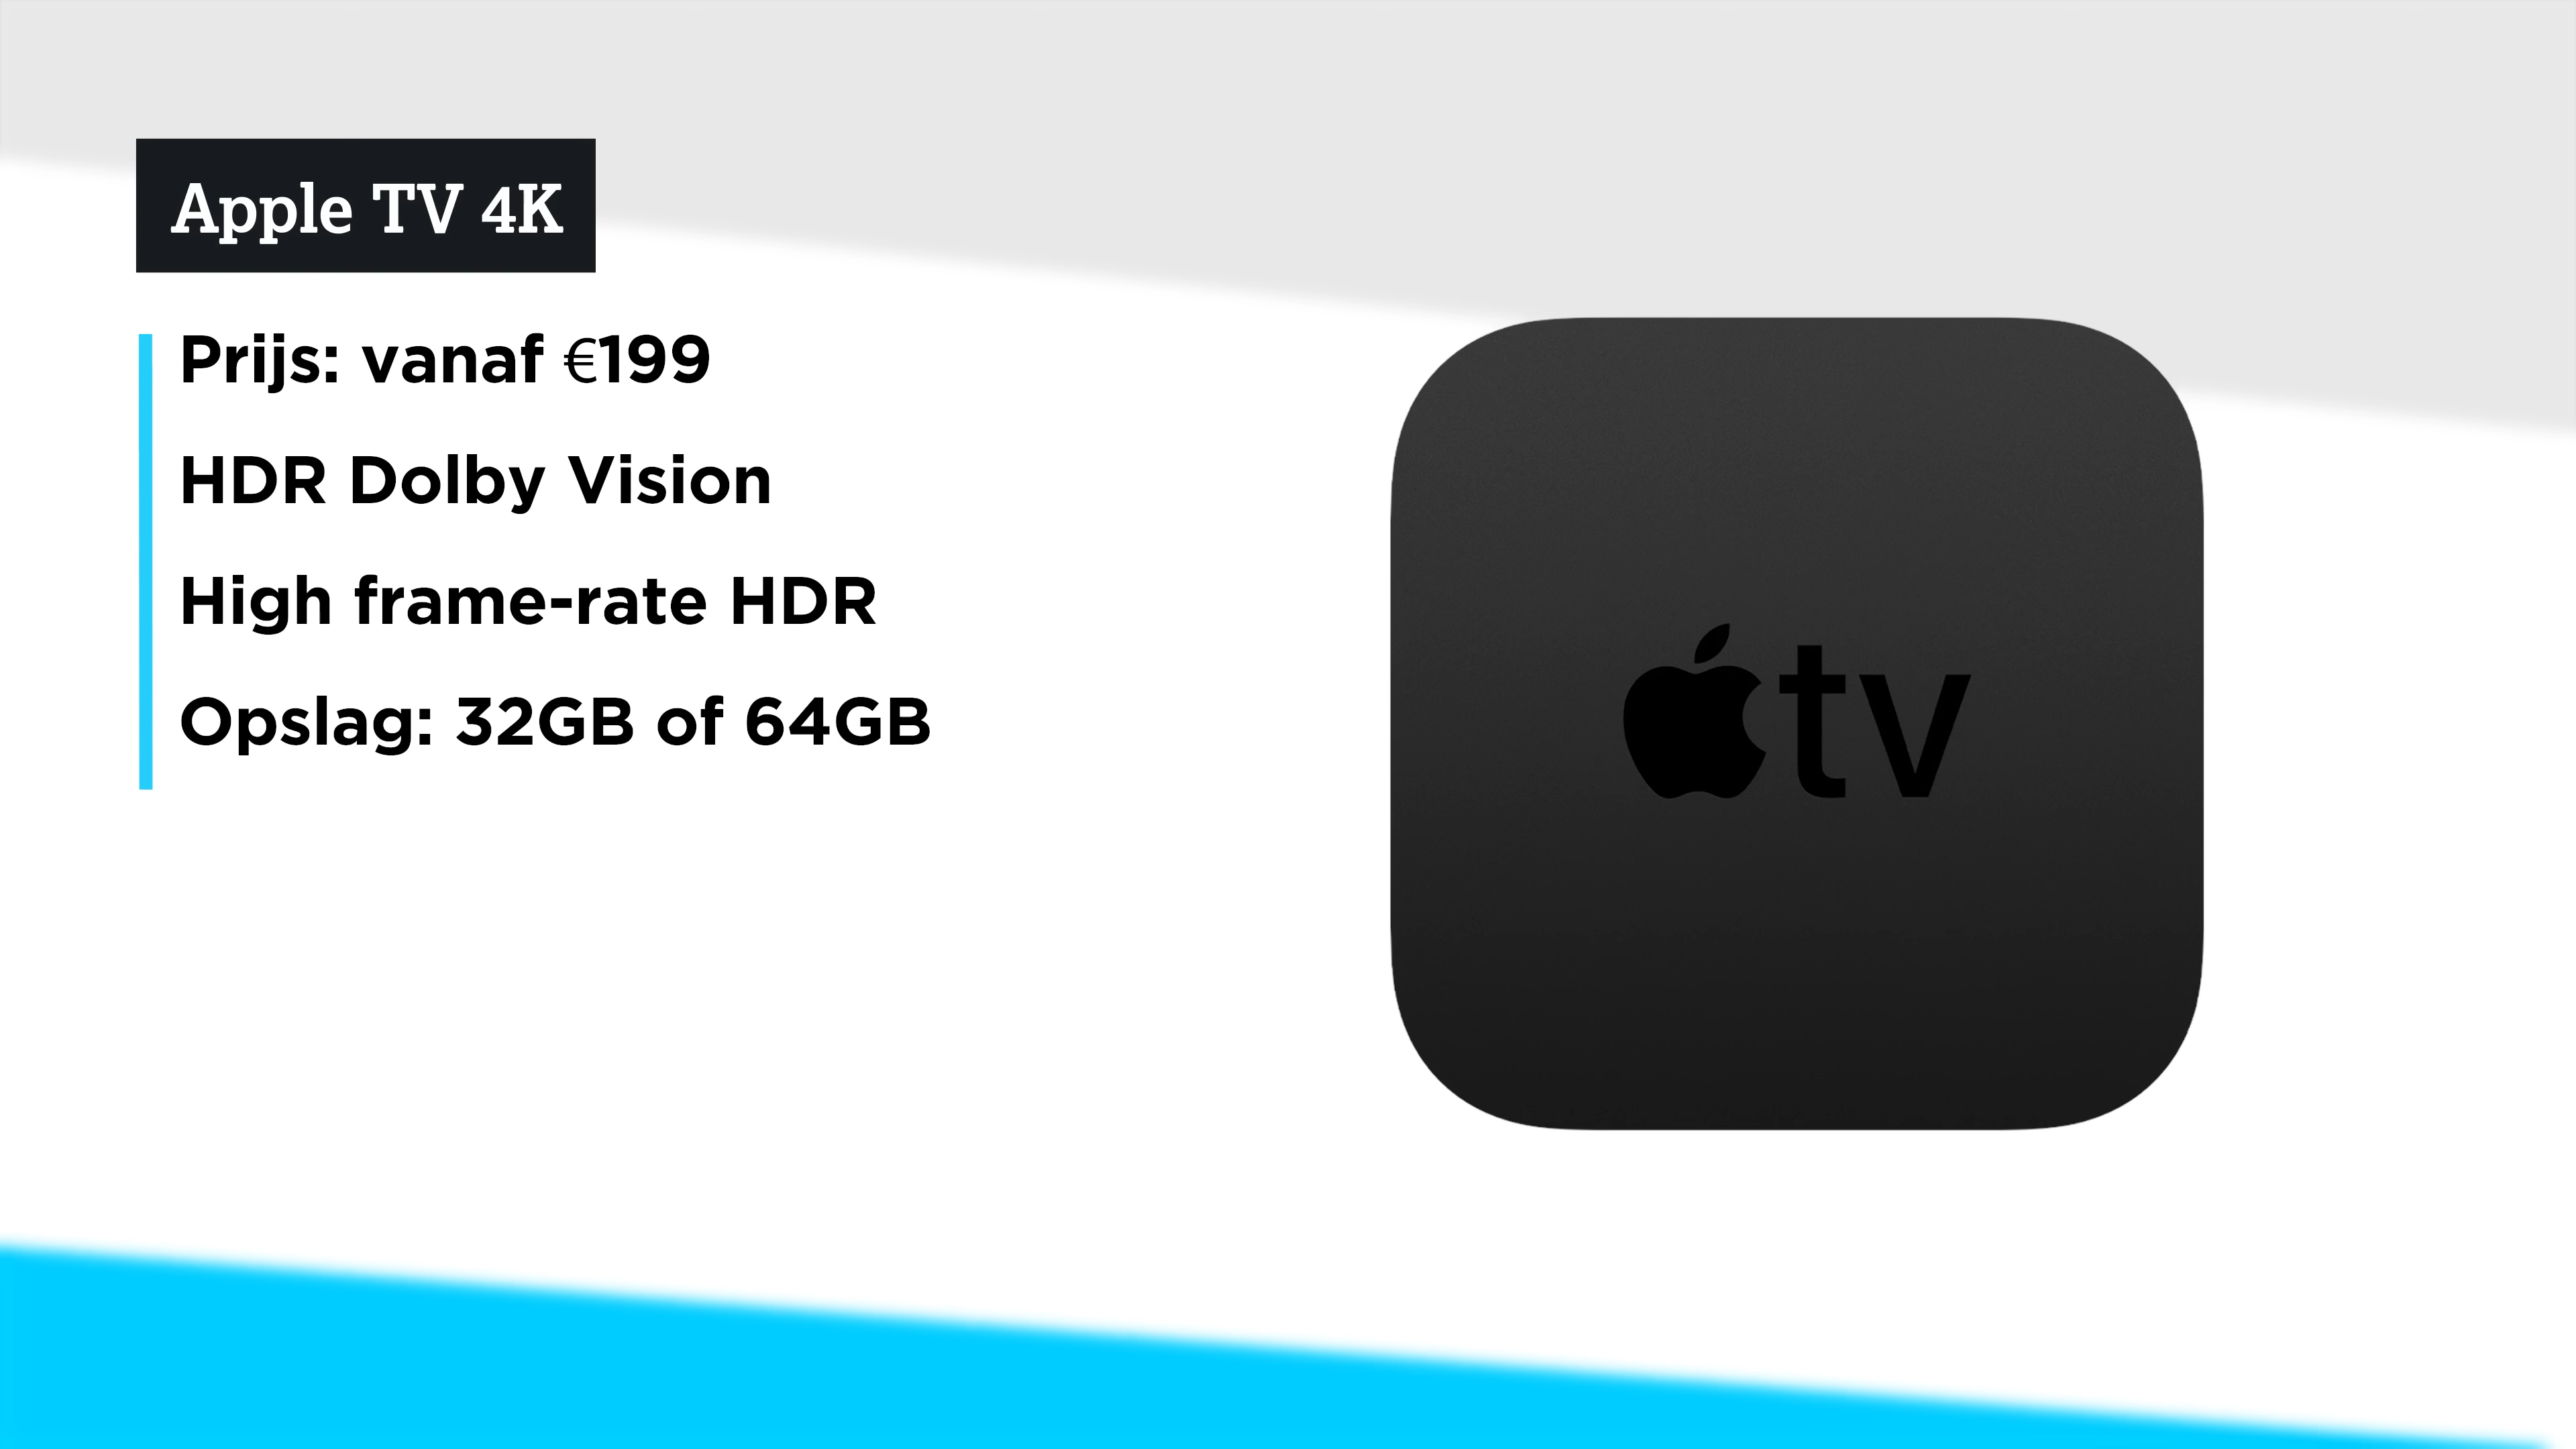 Apple TV 4K
Prijs: vanaf €199
HDR Dolby Vision
High frame-rate HDR
Opslag: 32GB of 64GB
tv